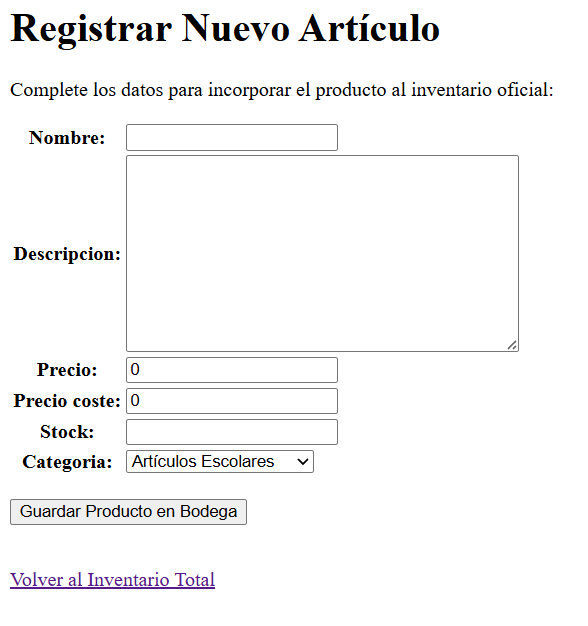 Registrar Nuevo Artículo
Complete los datos para incorporar el producto al inventario oficial:
Nombre:
Descripcion:
Precio: 0
Precio coste: 0
Stock:
Categoria: Artículos Escolares
Guardar Producto en Bodega
Volver al Inventario Total